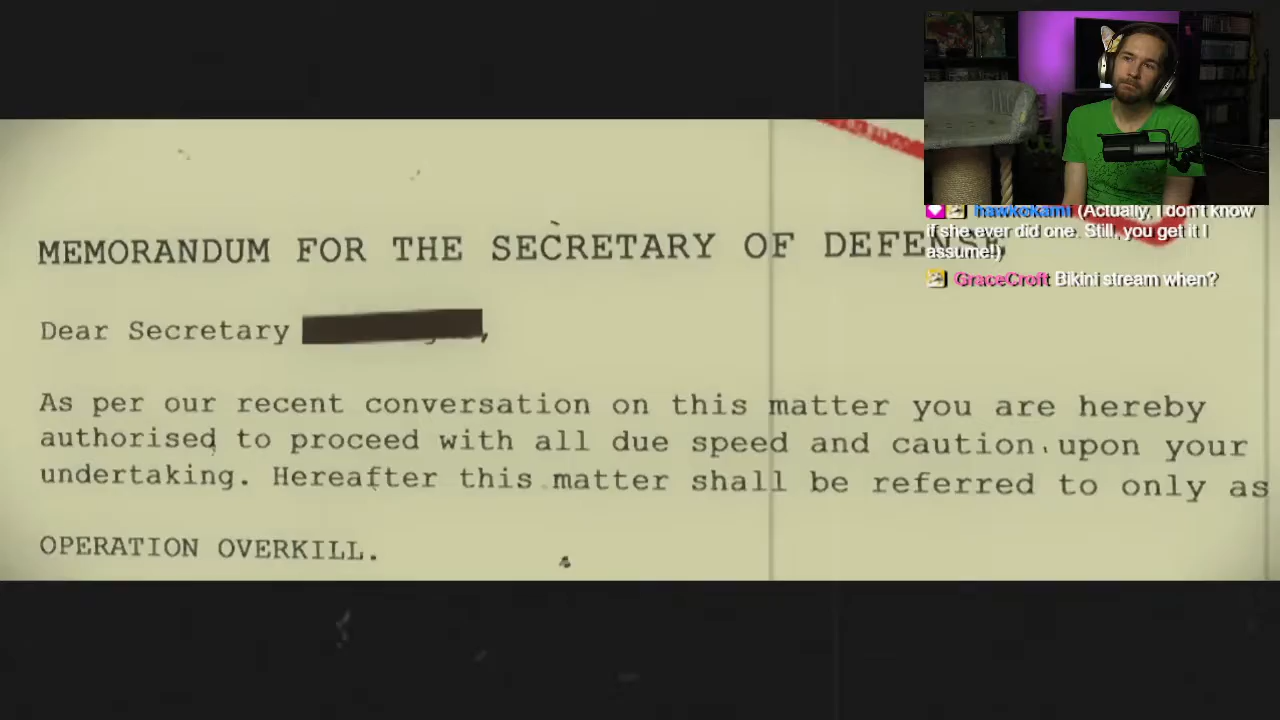 MEMORANDUM FOR THE SECRETARY OF DEFENSE
Dear Secretary ,
As per our recent conversation on this matter you are hereby
authorised to proceed with all due speed and caution upon your
undertaking. Hereafter this matter shall be referred to only as
OPERATION OVERKILL.
hawkokami (Actually, I don't know
if she ever did one. Still, you get it I
assume!)
GraceCroft Bikini stream when?